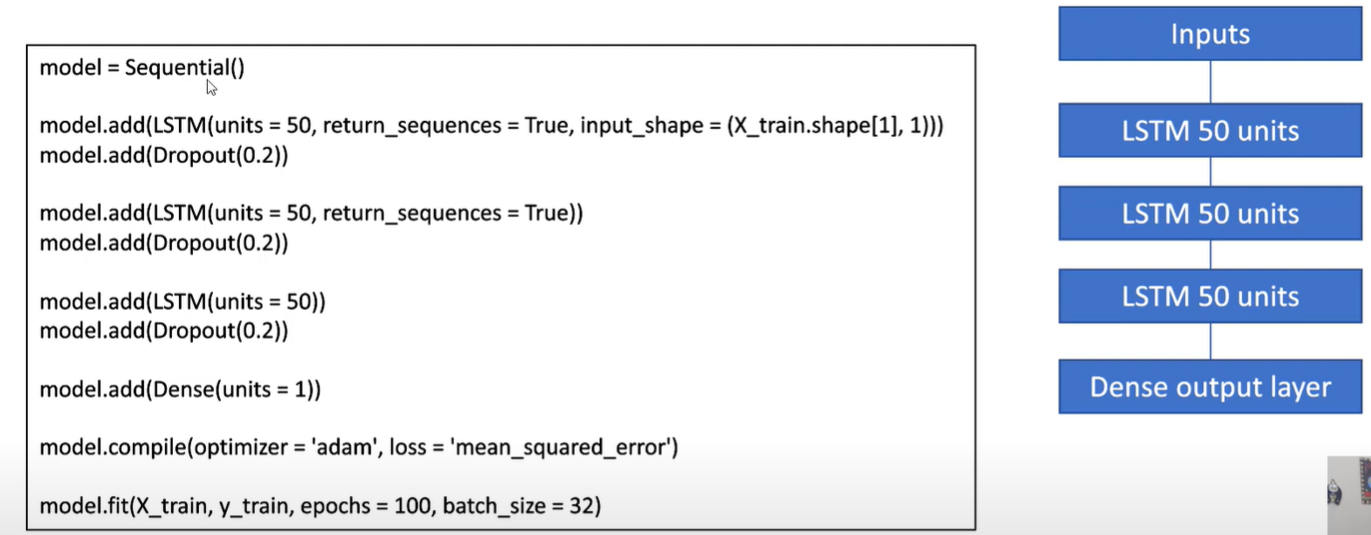 model = Sequential()
model.add(LSTM(units = 50, return_sequences = True, input_shape = (X_train.shape[1], 1)))
model.add(Dropout(0.2))
model.add(LSTM(units = 50, return_sequences = True))
model.add(Dropout(0.2))
model.add(LSTM(units = 50))
model.add(Dropout(0.2))
model.add(Dense(units = 1))
model.compile(optimizer = 'adam', loss = 'mean_squared_error')
model.fit(X_train, y_train, epochs = 100, batch_size = 32)
Inputs
LSTM 50 units
LSTM 50 units
LSTM 50 units
Dense output layer